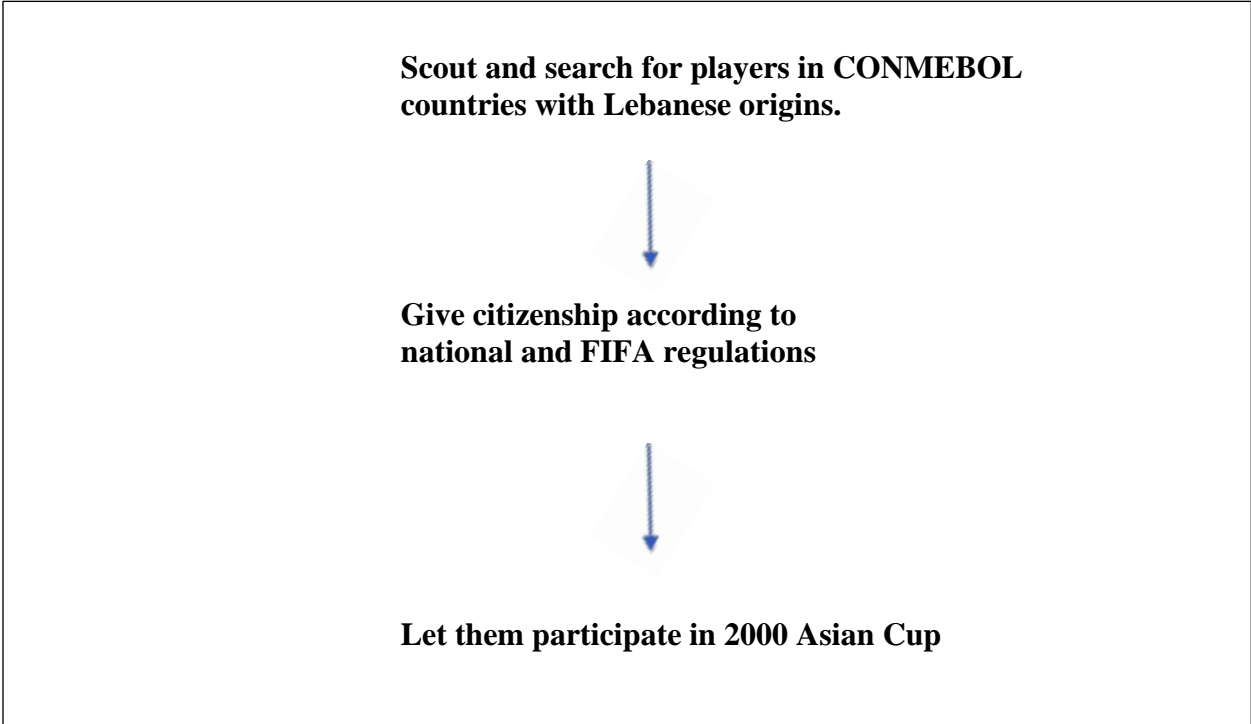 Scout and search for players in CONMEBOL
countries with Lebanese origins.
Give citizenship according to
national and FIFA regulations
Let them participate in 2000 Asian Cup